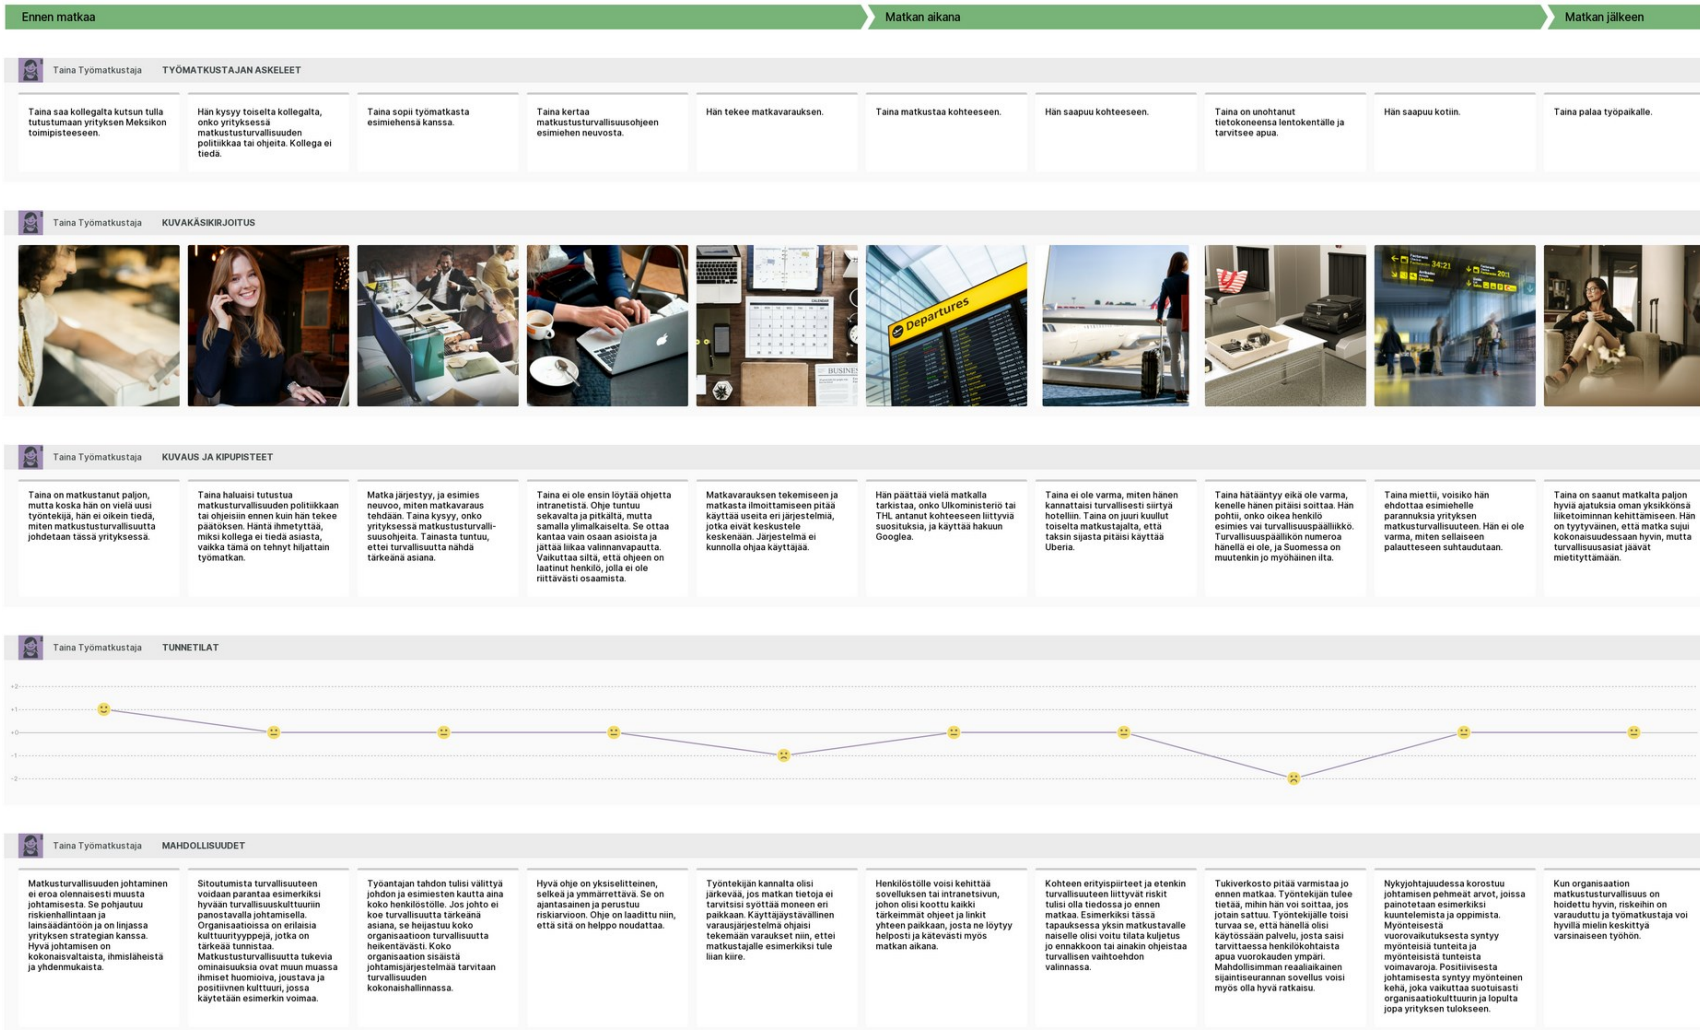 Ennen matkaa
Matkan aikana
Matkan jälkeen
Taina Työmatkustaja
TYÖMATKUSTAJAN ASKELEET
Taina saa kollegalta kutsun tulla
tutustumaan yrityksen Meksikon
toimipisteeseen.
Hän kysyy toiselta kollegalta,
onko yrityksessä
matkustusturvallisuuden
politiikkaa tai ohjeita. Kollega ei
tiedä.
Taina sopii työmatkasta
esimiehensä kanssa.
Taina kertaa
matkustusturvallisuusohjeen
esimiehen neuvosta.
Hän tekee matkavarauksen.
Taina matkustaa kohteeseen.
Hän saapuu kohteeseen.
Taina on unohtanut
tietokoneensa lentokentälle ja
tarvitsee apua.
Hän saapuu kotiin.
Taina palaa työpaikalle.
Taina Työmatkustaja
KUVAKÄSIKIRJOITUS
CALENDAR
BUSINESS
Departures
34:21
20:1
Taina Työmatkustaja
KUVAUS JA KIPUPISTEET
Taina on matkustanut paljon,
mutta koska hän on vielä uusi
työntekijä, hän ei oikein tiedä,
miten matkustusturvallisuutta
johdetaan tässä yrityksessä.
Taina haluaisi tutustua
matkusturvallisuuden politiikkaan
tai ohjeisiin ennen kuin hän tekee
päätöksen. Häntä ihmetyttää,
miksi kollega ei tiedä asiasta,
vaikka tämä on tehnyt hiljattain
työmatkan.
Matka järjestyy, ja esimies
neuvoo, miten matkavaraus
tehdään. Taina kysyy, onko
yrityksessä matkustusturvalli-
suusohjeita. Tainasta tuntuu,
ettei turvallisuutta nähdä
tärkeänä asiana.
Taina ei ole ensin löytää ohjetta
intranetistä. Ohje tuntuu
sekavalta ja pitkältä, mutta
samalla ylimalkaiselta. Se ottaa
kantaa vain osaan asioista ja
jättää liikaa valinnanvapautta.
Vaikuttaa siltä, että ohjeen on
laatinut henkilö, jolla ei ole
riittävästi osaamista.
Matkavarauksen tekemiseen ja
matkasta ilmoittamiseen pitää
käyttää useita eri järjestelmiä,
jotka eivät keskustele
keskenään. Järjestelmä ei
kunnolla ohjaa käyttäjää.
Hän päättää vielä matkalla
tarkistaa, onko Ulkoministeriö tai
THL antanut kohteeseen liittyviä
suosituksia, ja käyttää hakuun
Googlea.
Taina ei ole varma, miten hänen
kannattaisi turvallisesti siirtyä
hotelliin. Taina on juuri kuullut
toiselta matkustajalta, että
taksin sijasta pitäisi käyttää
Uberia.
Taina hätääntyy eikä ole varma,
kenelle hänen pitäisi soittaa. Hän
pohtii, onko oikea henkilö
esimies vai turvallisuuspäällikkö.
Turvallisuuspäällikön numeroa
hänellä ei ole, ja Suomessa on
muutenkin jo myöhäinen ilta.
Taina miettii, voisiko hän
ehdottaa esimiehelle
parannuksia yrityksen
matkusturvallisuuteen. Hän ei ole
varma, miten sellaiseen
palautteseen suhtaudutaan.
Taina on saanut matkalta paljon
hyviä ajatuksia oman yksikkönsä
liiketoiminnan kehittämiseen. Hän
on tyytyväinen, että matka sujui
kokonaisuudessaan hyvin, mutta
turvallisuusasiat jäävät
mietityttämään.
Taina Työmatkustaja
TUNNETILAT
+2
+1
+0
-1
-2
Taina Työmatkustaja
MAHDOLLISUUDET
Matkusturvallisuuden johtaminen
ei eroa olennaisesti muusta
johtamisesta. Se pohjautuu
riskienhallintaan ja
lainsäädäntöön ja on linjassa
yrityksen strategian kanssa.
Hyvä johtamisen on
kokonaisvaltaista, ihmisläheistä
ja yhdenmukaista.
Sitoutumista turvallisuuteen
voidaan parantaa esimerkiksi
hyvään turvallisuuskulttuuriin
panostavalla johtamisella.
Organisaatioissa on erilaisia
kulttuurityyppejä, jotka on
tärkeää tunnistaa.
Matkustusturvallisuutta tukevia
ominaisuuksia ovat muun muassa
ihmiset huomioiva, joustava ja
positiivnen kulttuuri, jossa
käytetään esimerkin voimaa.
Työantajan tahdon tulisi välittyä
johdon ja esimiesten kautta aina
koko henkilöstölle. Jos johto ei
koe turvallisuutta tärkeänä
asiana, se heijastuu koko
organisaatioon turvallisuutta
heikentävästi. Koko
organisaation sisäistä
johtamisjärjestelmää tarvitaan
turvallisuuden
kokonaishallinnassa.
Hyvä ohje on yksiselitteinen,
selkeä ja ymmärrettävä. Se on
ajantasainen ja perustuu
riskiarvioon. Ohje on laadittu niin,
että sitä on helppo noudattaa.
Työntekijän kannalta olisi
järkevää, jos matkan tietoja ei
tarvitsisi syöttää moneen eri
paikkaan. Käyttäjäystävällinen
varausjärjestelmä ohjaisi
tekemään varaukset niin, ettei
matkustajalle esimerkiksi tule
liian kiire.
Henkilöstölle voisi kehittää
sovelluksen tai intranetsivun,
johon olisi koottu kaikki
tärkeimmät ohjeet ja linkit
yhteen paikkaan, josta ne löytyy
helposti ja kätevästi myös
matkan aikana.
Kohteen erityispiirteet ja etenkin
turvallisuuteen liittyvät riskit
tulisi olla tiedossa jo ennen
matkaa. Esimerkiksi tässä
tapauksessa yksin matkustavalle
naiselle olisi voitu tilata kuljetus
jo ennakkoon tai ainakin ohjeistaa
turvallisen vaihtoehdon
valinnassa.
Tukiverkosto pitää varmistaa jo
ennen matkaa. Työntekijän tulee
tietää, mihin hän voi soittaa, jos
jotain sattuu. Työntekijälle toisi
turvaa se, että hänellä olisi
käytössään palvelu, josta saisi
tarvittaessa henkilökohtaista
apua vuorokauden ympäri.
Mahdollisimman reaaliaikainen
sijaintiseurannan sovellus voisi
myös olla hyvä ratkaisu.
Nykyjohtajuudessa korostuu
johtamisen pehmeät arvot, joissa
painotetaan esimerkiksi
kuuntelemista ja oppimista.
Myönteisestä
vuorovaikutuksesta syntyy
myönteisiä tunteita ja
myönteisistä tunteista
voimavaroja. Positiivisesta
johtamisesta syntyy myönteinen
kehä, joka vaikuttaa suotuisasti
organisaatiokulttuurin ja lopulta
jopa yrityksen tulokseen.
Kun organisaation
matkustusturvallisuus on
hoidettu hyvin, riskeihin on
varauduttu ja työmatkustaja voi
hyvillä mielin keskittyä
varsinaiseen työhön.